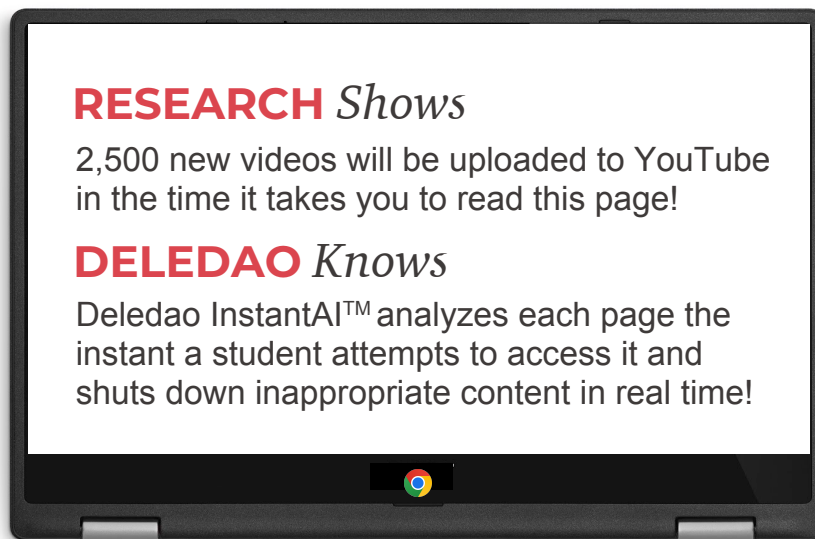 RESEARCH Shows
2,500 new videos will be uploaded to YouTube
in the time it takes you to read this page!
DELEDAO Knows
Deledao InstantAI™ analyzes each page the
instant a student attempts to access it and
shuts down inappropriate content in real time!